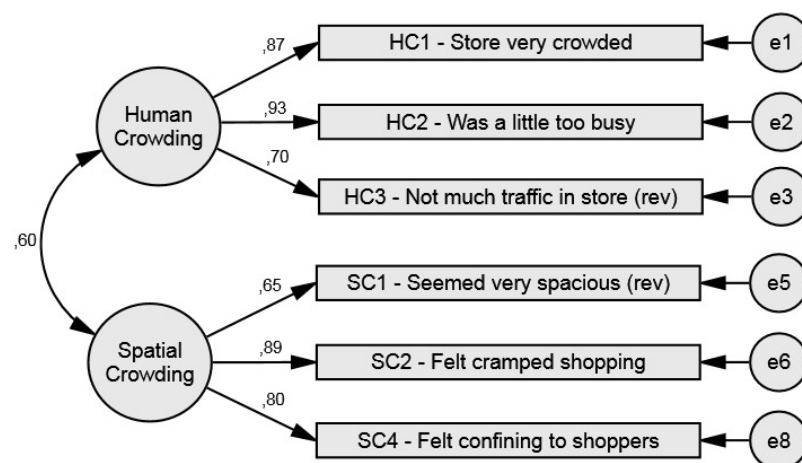 ,87
HC1 - Store very crowded
e1
Human
Crowding
,93
HC2 - Was a little too busy
e2
,70
HC3 - Not much traffic in store (rev)
e3
,60
,65
SC1 - Seemed very spacious (rev)
e5
Spatial
Crowding
,89
SC2 - Felt cramped shopping
e6
,80
SC4 - Felt confining to shoppers
e8